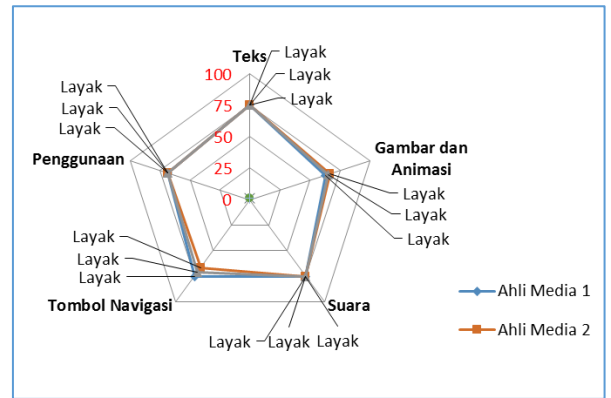 Teks
Layak
Layak
Layak
100
75
50
25
0
Gambar dan
Animasi
Layak
Layak
Layak
Suara
Layak
Layak
Layak
Tombol Navigasi
Layak
Layak
Layak
Penggunaan
Layak
Layak
Layak
Ahli Media 1
Ahli Media 2